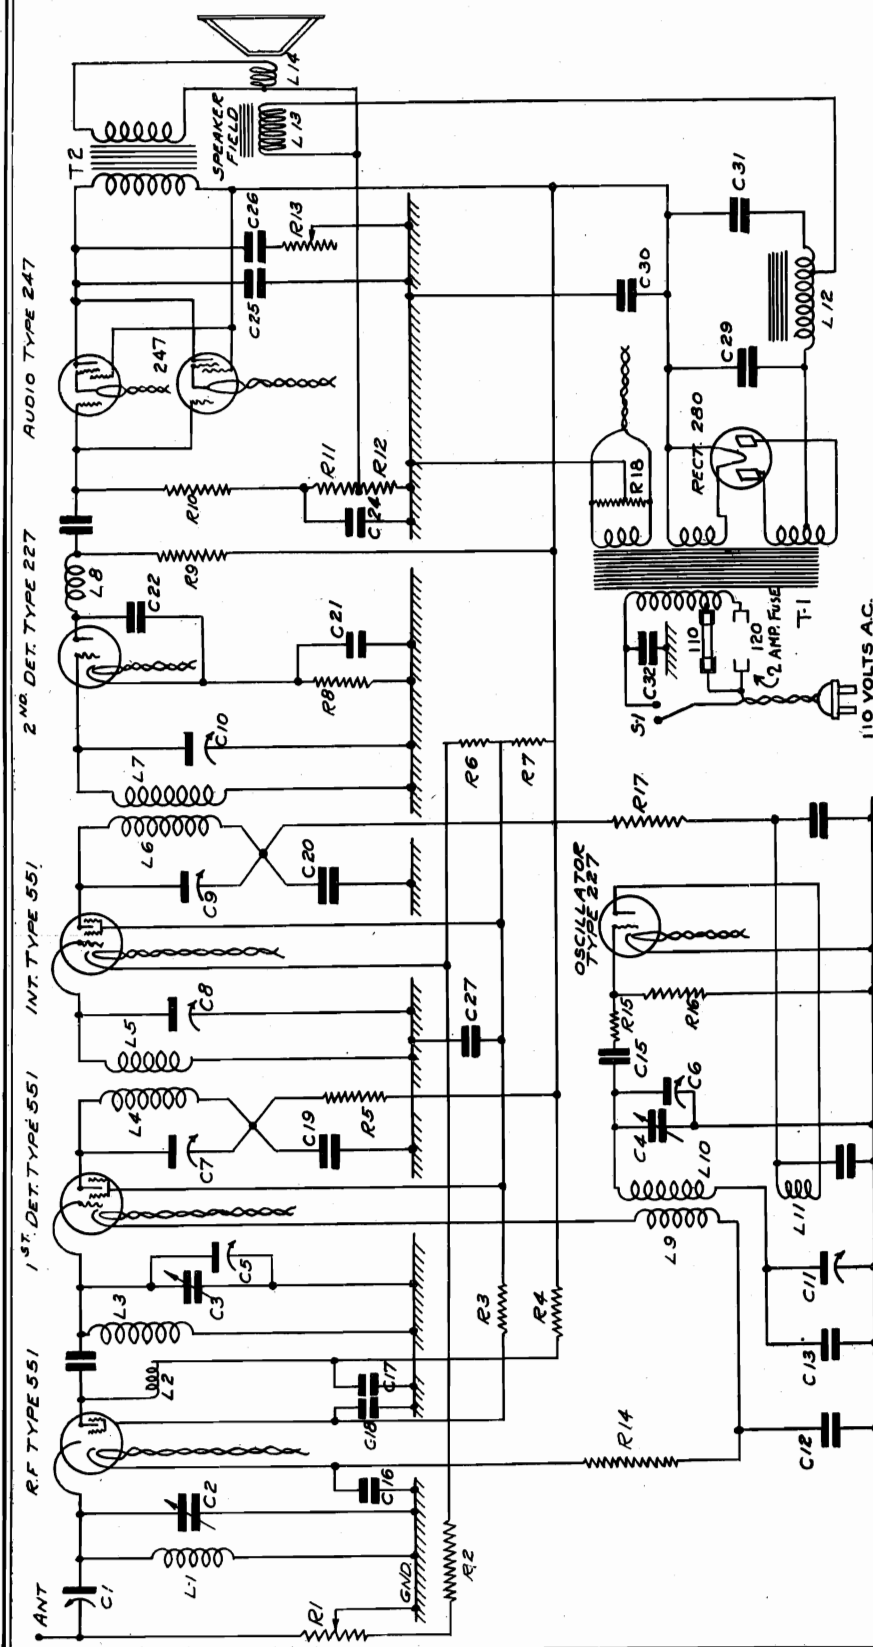 ANT
R.F TYPE 551
1ST. DET. TYPE 551
INT. TYPE 551
2ND. DET. TYPE 227
AUDIO TYPE 247
C1
L-1
C2
L2
L3
C3
C5
L4
C7
L5
C8
C9
L6
L7
C10
L8
C22
247
T2
R1
GND.
C16
C18
C17
C19
R5
C20
R8
C21
R9
R10
C24
R11
R12
C25
C26
R13
SPEAKER
FIELD
L13
L14
R2
R3
R4
C27
R6
R7
C30
R14
L9
L10
C4
C6
C15
R15
R16
OSCILLATOR
TYPE 227
R17
S-1
C32
110
120
2 AMP. FUSE
T-1
R18
RECT. 280
C29
L12
C31
C12
C13
C11
L11
110 VOLTS A.C.